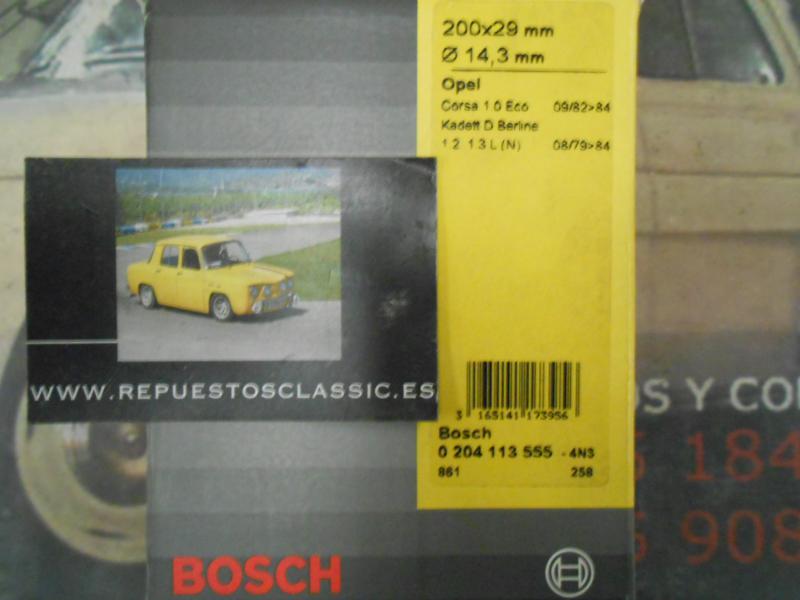 200x29 mm
Ø 14,3 mm
Opel
Corsa 1.0 Eco 09/82>84
Kadett D Berline
1.2 1.3 L (N) 08/79>84
WWW.REPUESTOSCLASSIC.ES
3 165141 173956
OS Y CO
Bosch
0 204 113 555 - 4N3
861 258
184
908
BOSCH